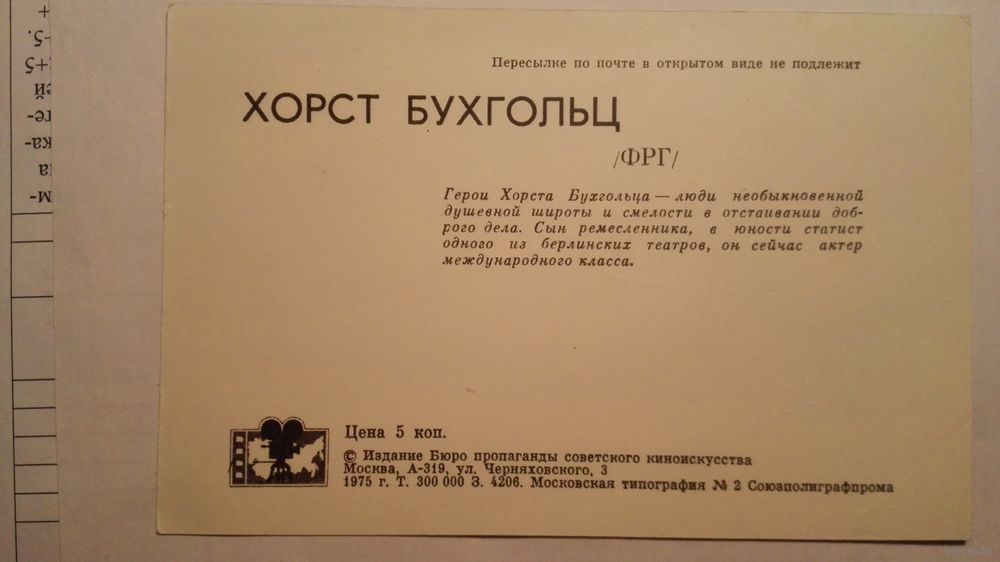 Пересылке по почте в открытом виде не подлежит
ХОРСТ БУХГОЛЬЦ
/ФРГ/
Герои Хорста Бухгольца — люди необыкновенной
душевной широты и смелости в отстаивании доб-
рого дела. Сын ремесленника, в юности статист
одного из берлинских театров, он сейчас актер
международного класса.
Цена 5 коп.
© Издание Бюро пропаганды советского киноискусства
Москва, А-319, ул. Черняховского, 3
1975 г. Т. 300 000 З. 4206. Московская типография № 2 Союзполиграфпрома